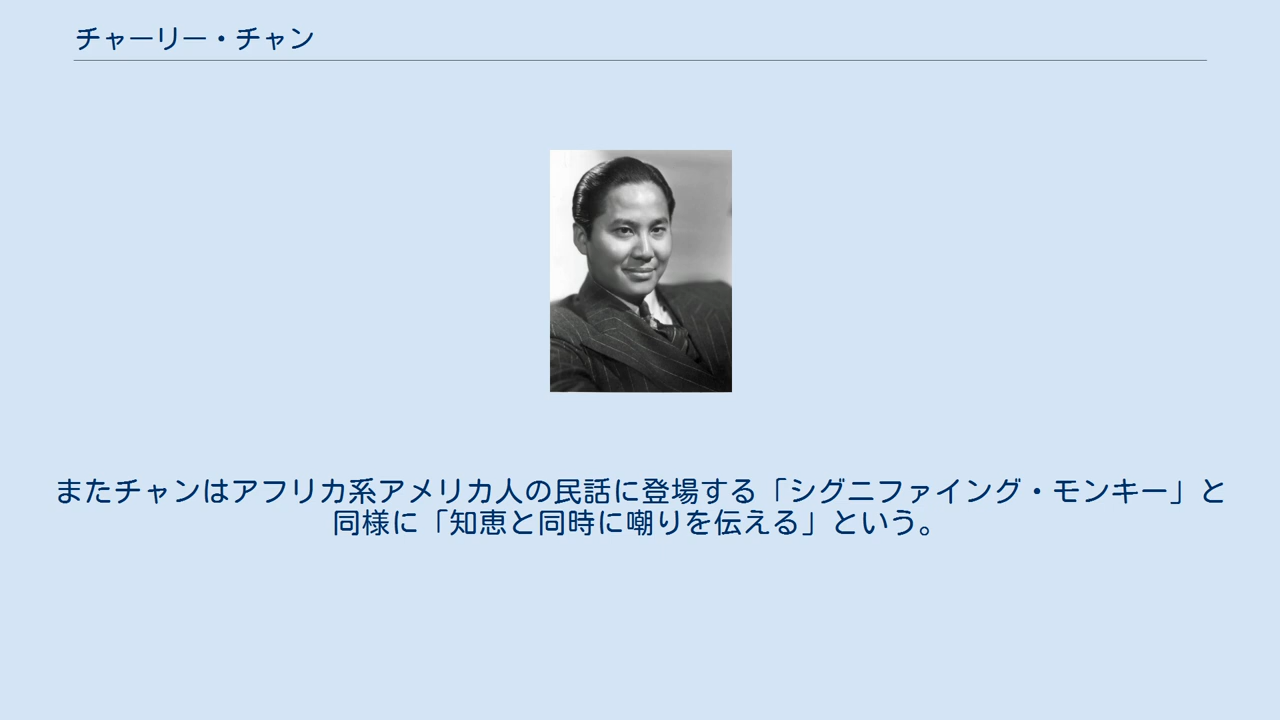 チャーリー・チャン
またチャンはアフリカ系アメリカ人の民話に登場する「シグニファイング・モンキー」と
同様に「知恵と同時に嘲りを伝える」という。